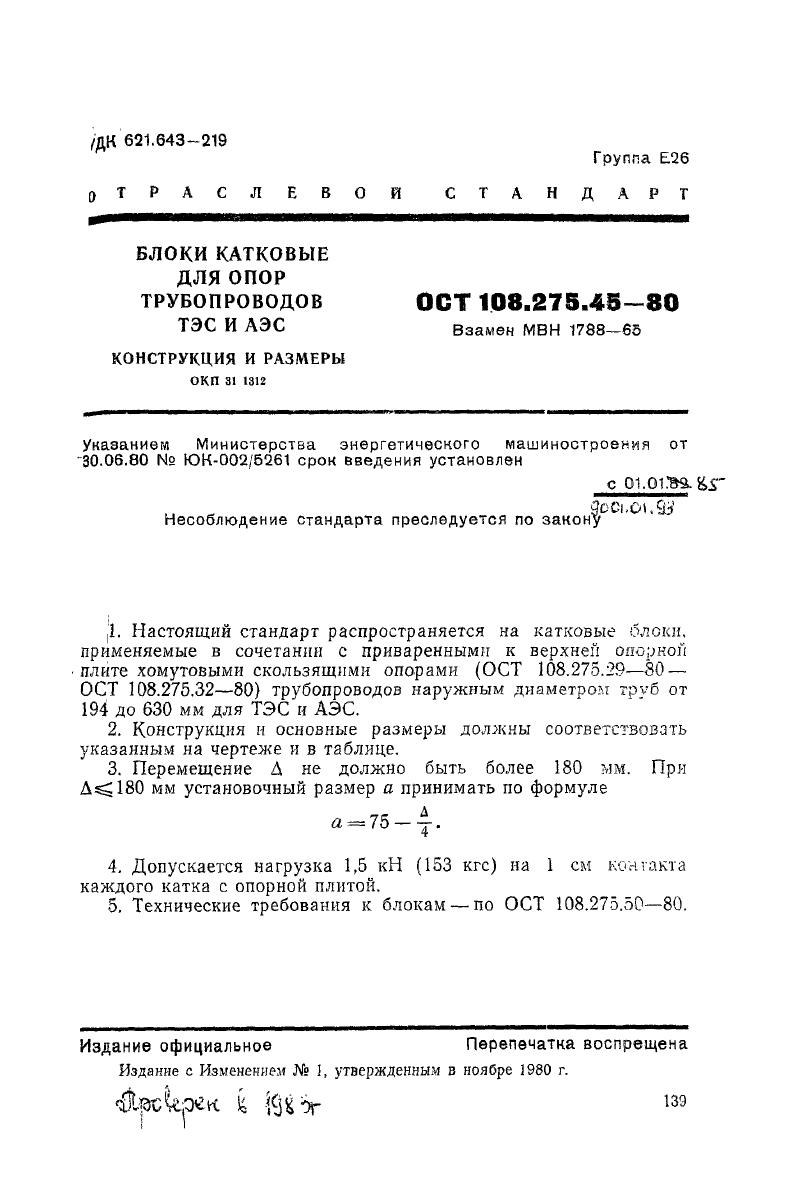 УДК 621.643—219
Группа Е26
ОТРАСЛЕВОЙ СТАНДАРТ
БЛОКИ КАТКОВЫЕ
ДЛЯ ОПОР
ТРУБОПРОВОДОВ
ТЭС И АЭС
КОНСТРУКЦИЯ И РАЗМЕРЫ
ОКП 31 1312
ОСТ 108.275.45—80
Взамен МВН 1788—65
Указанием Министерства энергетического машиностроения от
30.06.80 № ЮК-002/5261 срок введения установлен
с 01.01.82 85
до 01.01.93
Несоблюдение стандарта преследуется по закону
1. Настоящий стандарт распространяется на катковые блоки,
применяемые в сочетании с приваренными к верхней опорной
плите хомутовыми скользящими опорами (ОСТ 108.275.29—80 —
ОСТ 108.275.32—80) трубопроводов наружным диаметром труб от
194 до 630 мм для ТЭС и АЭС.
2. Конструкция и основные размеры должны соответствовать
указанным на чертеже и в таблице.
3. Перемещение Δ не должно быть более 180 мм. При
Δ⩽180 мм установочный размер а принимать по формуле
a = 75 — Δ/4.
4. Допускается нагрузка 1,5 кН (153 кгс) на 1 см контакта
каждого катка с опорной плитой.
5. Технические требования к блокам — по ОСТ 108.275.50—80.
Издание официальное
Перепечатка воспрещена
Издание с Изменением № 1, утвержденным в ноябре 1980 г.
Проверен в 198 г
139